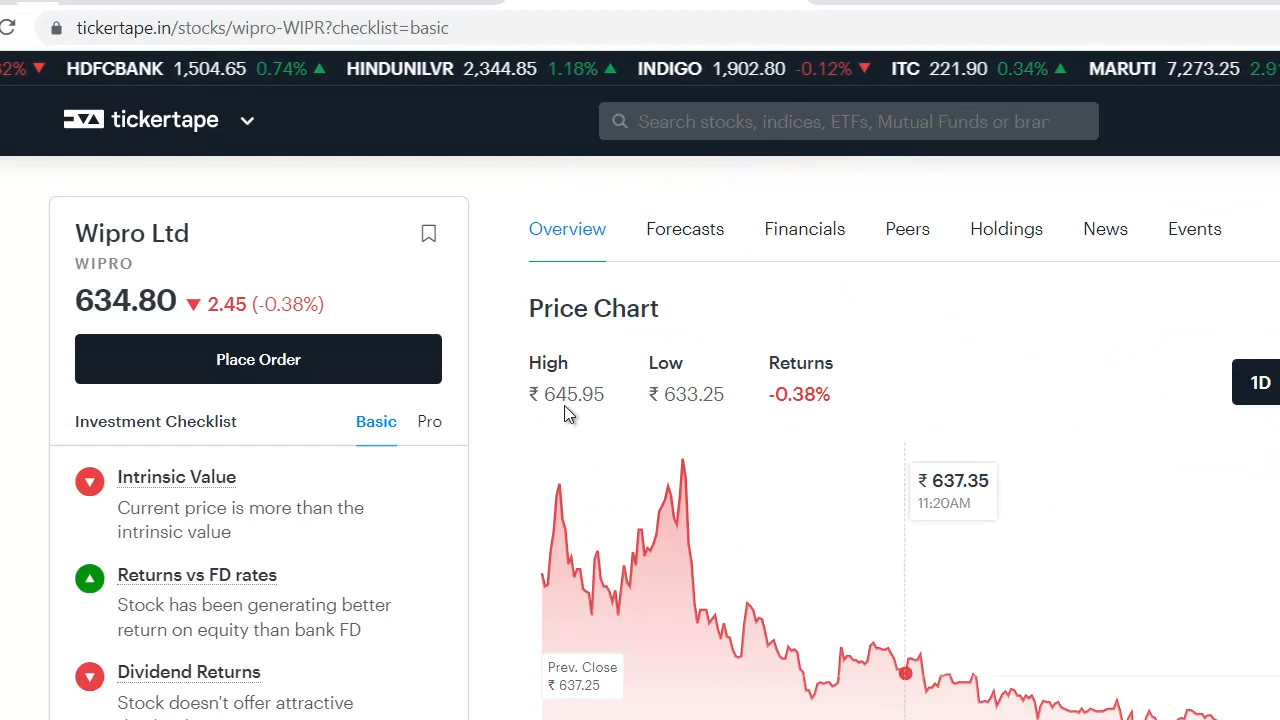 tickertape.in/stocks/wipro-WIPR?checklist=basic
HDFCBANK 1,504.65 0.74% HINDUNILVR 2,344.85 1.18% INDIGO 1,902.80 -0.12% ITC 221.90 0.34% MARUTI 7,273.25
tickertape
Search stocks, indices, ETFs, Mutual Funds or bran
Wipro Ltd
WIPRO
634.80 2.45 (-0.38%)
Place Order
Investment Checklist Basic Pro
Intrinsic Value
Current price is more than the
intrinsic value
Returns vs FD rates
Stock has been generating better
return on equity than bank FD
Dividend Returns
Stock doesn't offer attractive
Overview Forecasts Financials Peers Holdings News Events
Price Chart
High Low Returns
₹ 645.95 ₹ 633.25 -0.38%
1D
₹ 637.35
11:20AM
Prev. Close
₹ 637.25